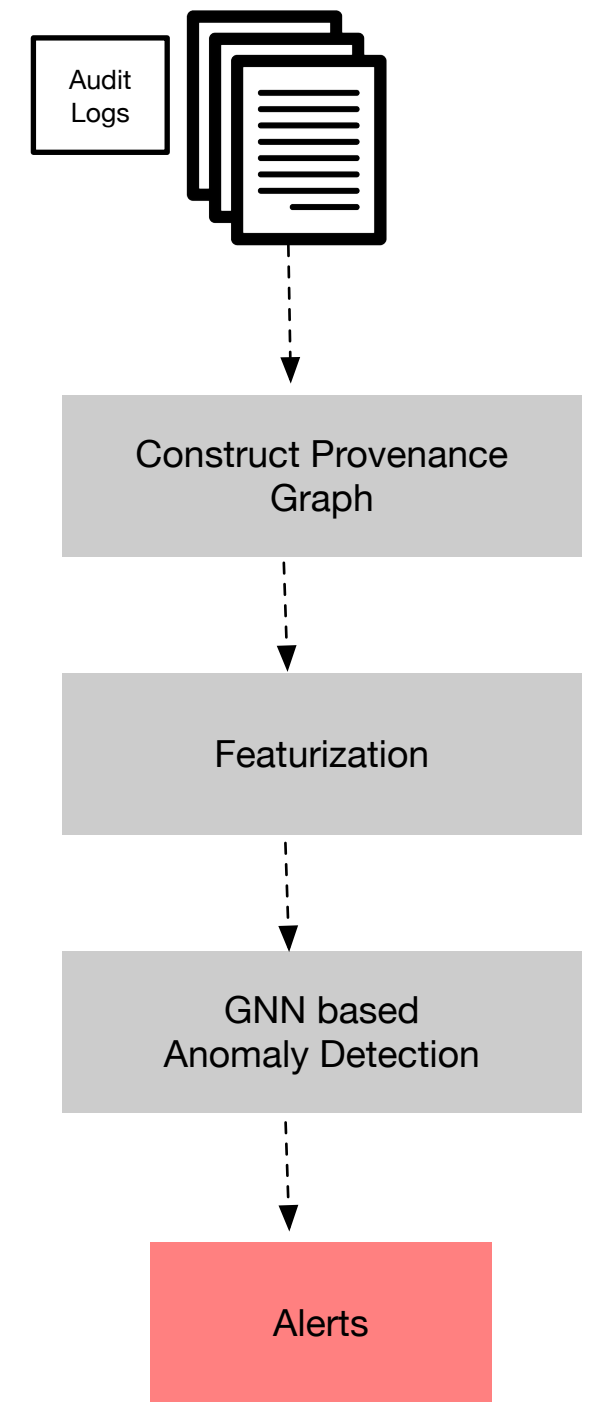 Audit
Logs
Construct Provenance
Graph
Featurization
GNN based
Anomaly Detection
Alerts